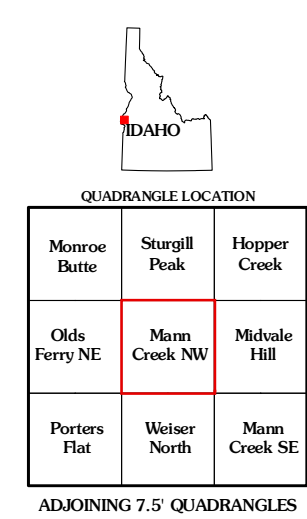 IDAHO
QUADRANGLE LOCATION
Monroe
Butte
Sturgill
Peak
Hopper
Creek
Olds
Ferry NE
Mann
Creek NW
Midvale
Hill
Porters
Flat
Weiser
North
Mann
Creek SE
ADJOINING 7.5' QUADRANGLES